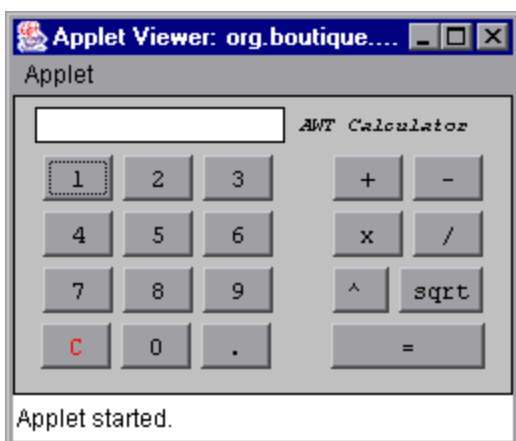 Applet Viewer: org.boutique....
Applet
AWT Calculator
1 2 3 + -
4 5 6 x /
7 8 9 ^ sqrt
C 0 . =
Applet started.